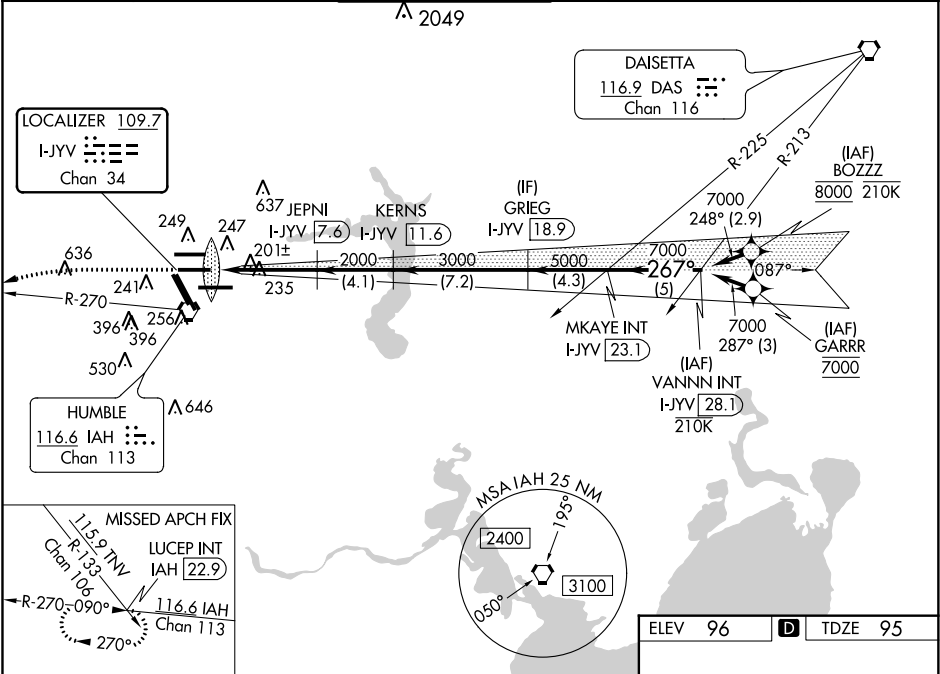 2049
DAISETTA
116.9 DAS
Chan 116
LOCALIZER 109.7
I-JYV
Chan 34
R-225
R-213
(IAF)
BOZZZ
8000 210K
637
JEPNI
I-JYV 7.6
KERNS
I-JYV 11.6
(IF)
GRIEG
I-JYV 18.9
7000
248° (2.9)
249
247
201±
636
241
235
2000
(4.1)
3000
(7.2)
5000
(4.3)
7000
267°
(5)
087°
R-270
256
396
396
530
MKAYE INT
I-JYV 23.1
7000
287° (3)
(IAF)
GARRR
7000
(IAF)
VANNN INT
I-JYV 28.1
210K
HUMBLE
116.6 IAH
Chan 113
646
MISSED APCH FIX
115.9 TNV
R-133
Chan 106
LUCEP INT
IAH 22.9
R-270
090°
116.6 IAH
Chan 113
270°
MSA IAH 25 NM
195°
2400
3100
050°
ELEV 96 D TDZE 95